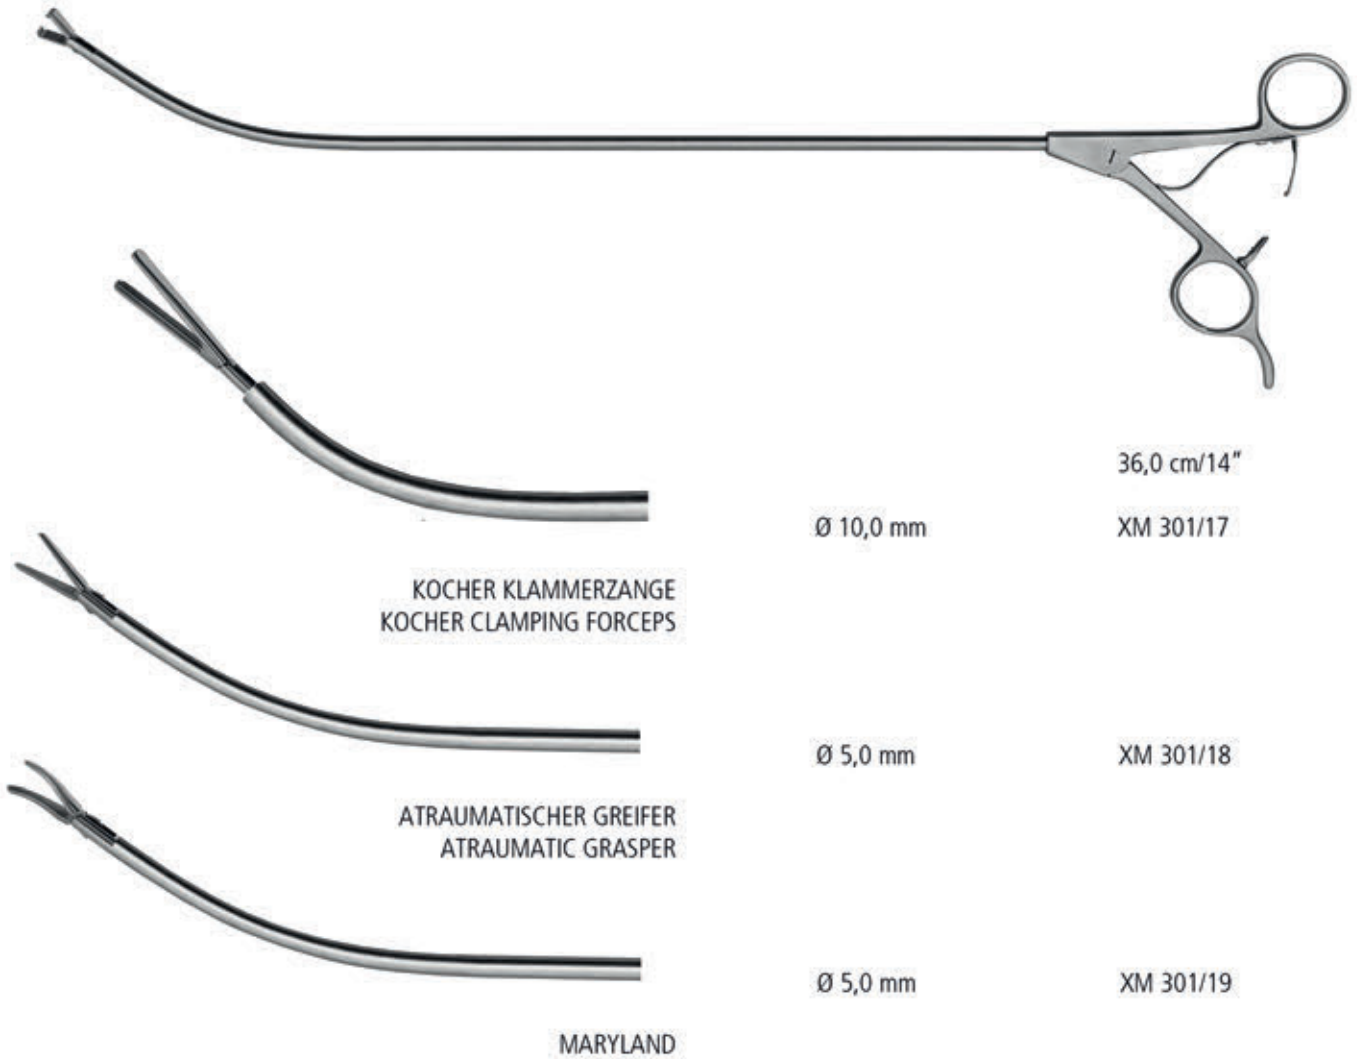 36,0 cm/14"
Ø 10,0 mm XM 301/17
KOCHER KLAMMERZANGE
KOCHER CLAMPING FORCEPS
Ø 5,0 mm XM 301/18
ATRAUMATISCHER GREIFER
ATRAUMATIC GRASPER
Ø 5,0 mm XM 301/19
MARYLAND